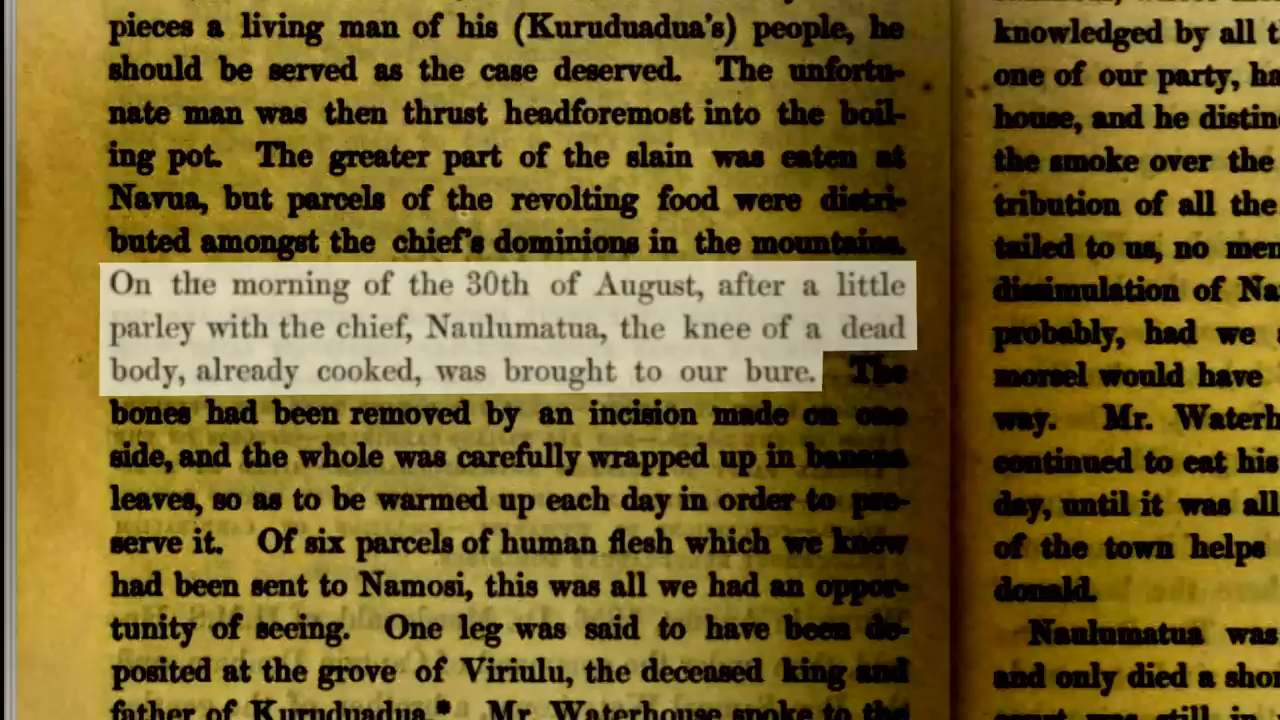 pieces a living man of his (Kuruduadua's) people, he
should be served as the case deserved. The unfortu-
nate man was then thrust headforemost into the boil-
ing pot. The greater part of the slain was eaten at
Navua, but parcels of the revolting food were distri-
buted amongst the chief's dominions in the mountains.
On the morning of the 30th of August, after a little
parley with the chief, Naulumatua, the knee of a dead
body, already cooked, was brought to our bure. The
bones had been removed by an incision made on one
side, and the whole was carefully wrapped up in banana
leaves, so as to be warmed up each day in order to pre-
serve it. Of six parcels of human flesh which we knew
had been sent to Namosi, this was all we had an oppor-
tunity of seeing. One leg was said to have been de-
posited at the grove of Viriulu, the deceased king and
father of Kuruduadua.* Mr. Waterhouse spoke to the
knowledged by all
one of our party,
house, and he
the smoke over the
tribution of all the
tailed to us, no
dissimulation of
probably, had we
morsel would have
way. Mr.
continued to eat his
day, until it was all
of the town helps
donald.
Naulumatua was
and only died a